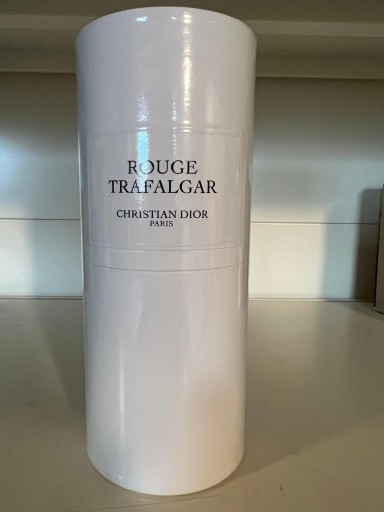 ROUGE
TRAFALGAR
CHRISTIAN DIOR
PARIS